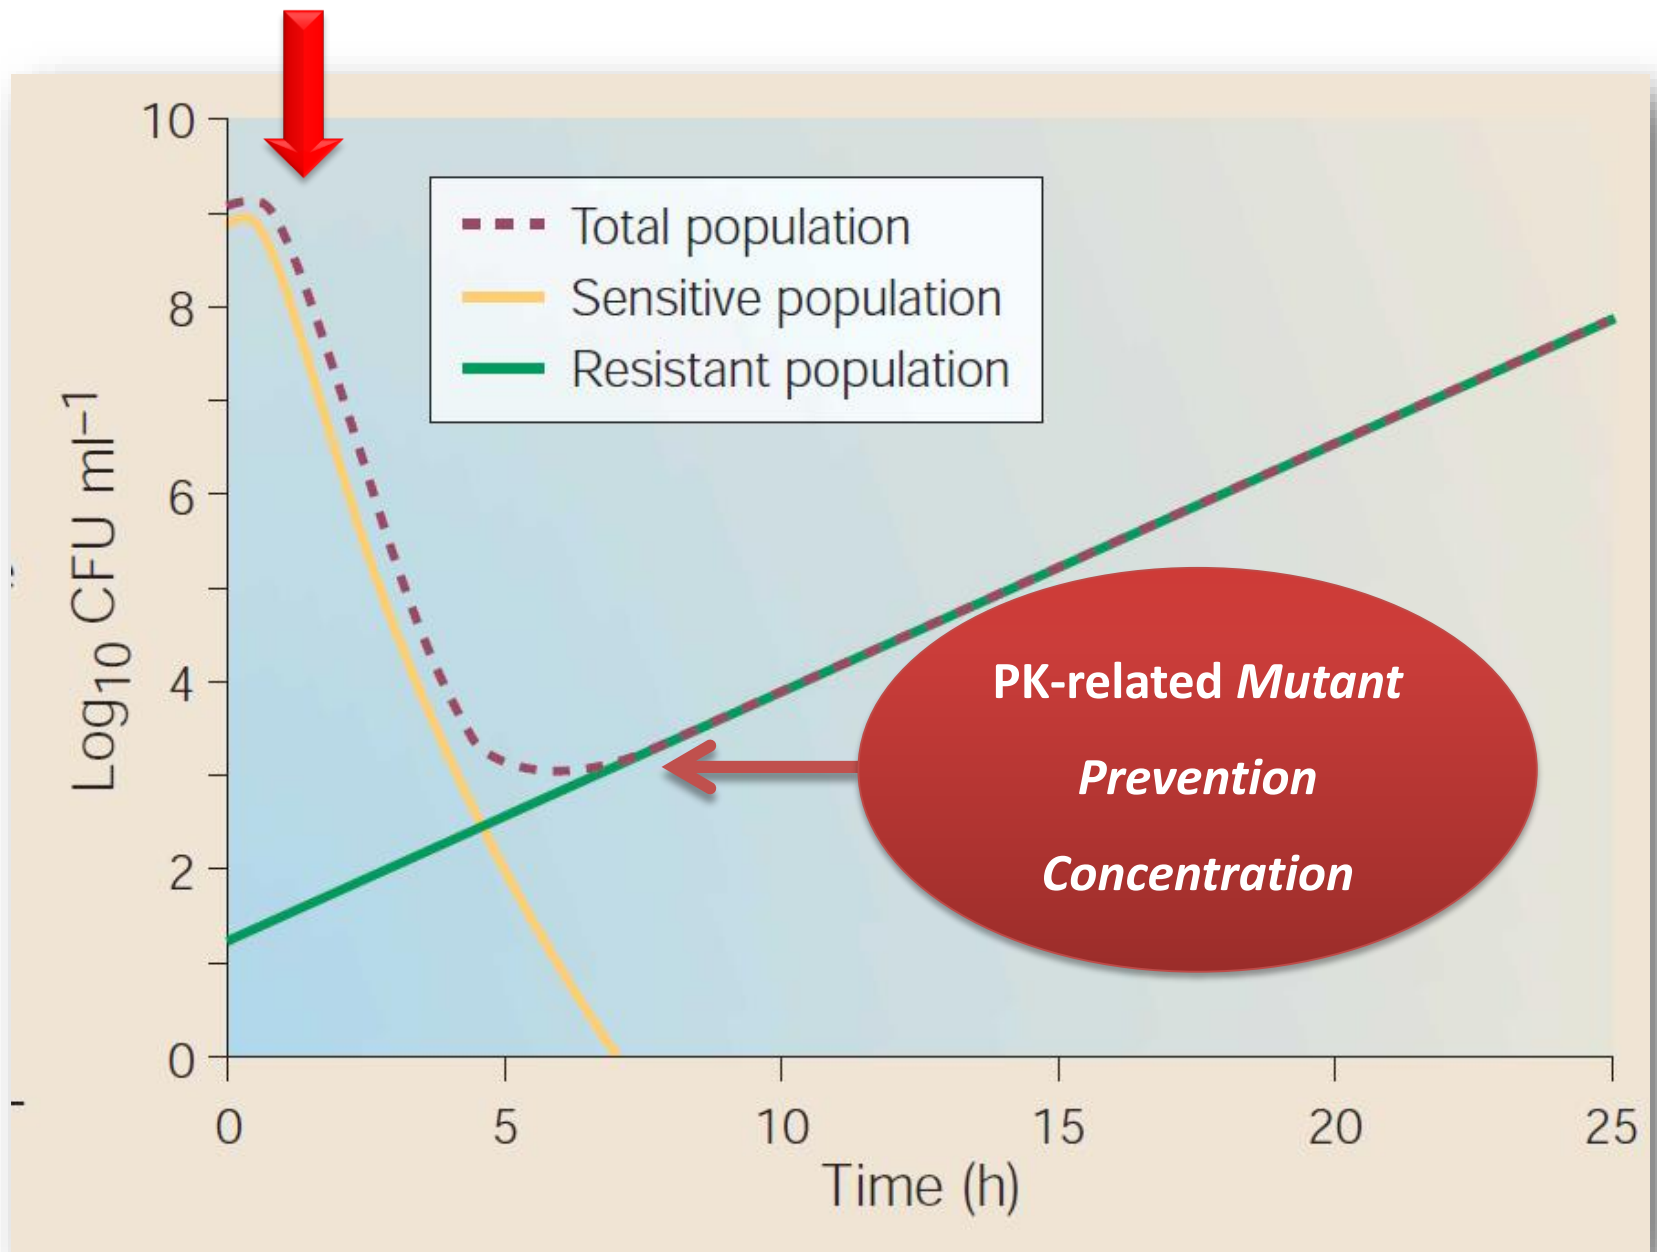 10
8
6
4
2
0
Log10 CFU ml–1
Total population
Sensitive population
Resistant population
PK-related Mutant
Prevention
Concentration
0 5 10 15 20 25
Time (h)